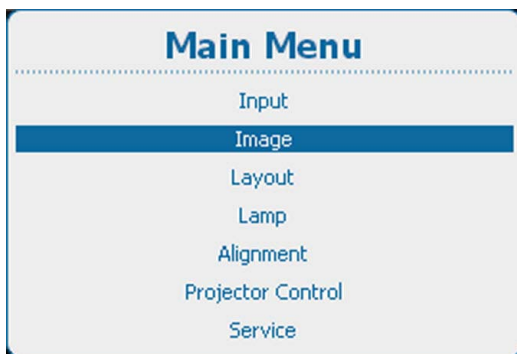 Main Menu
Input
Image
Layout
Lamp
Alignment
Projector Control
Service